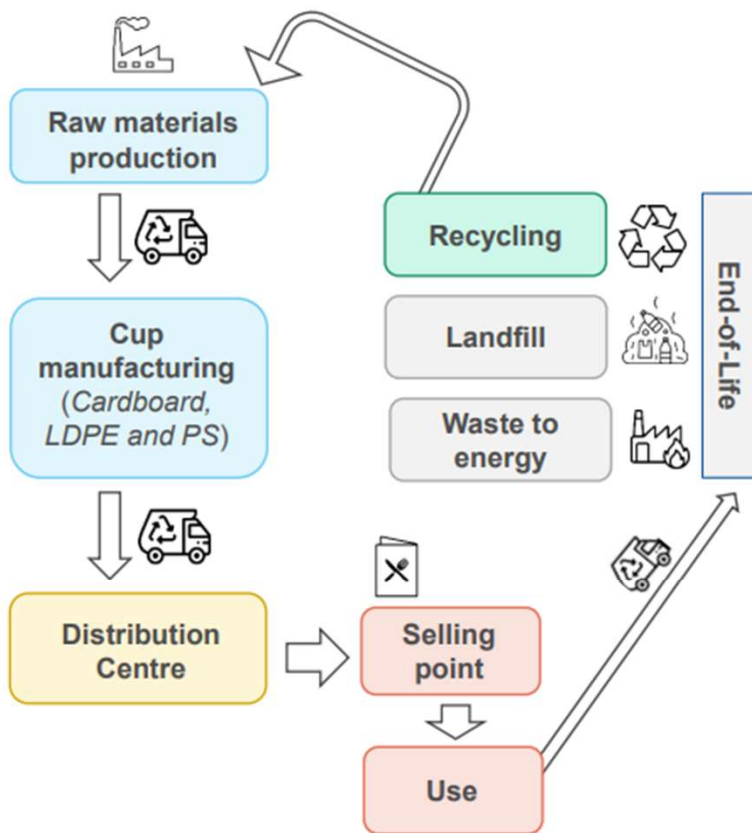 Raw materials
production
Cup
manufacturing
(Cardboard,
LDPE and PS)
Distribution
Centre
Selling
point
Use
Recycling
Landfill
Waste to
energy
End-of-Life